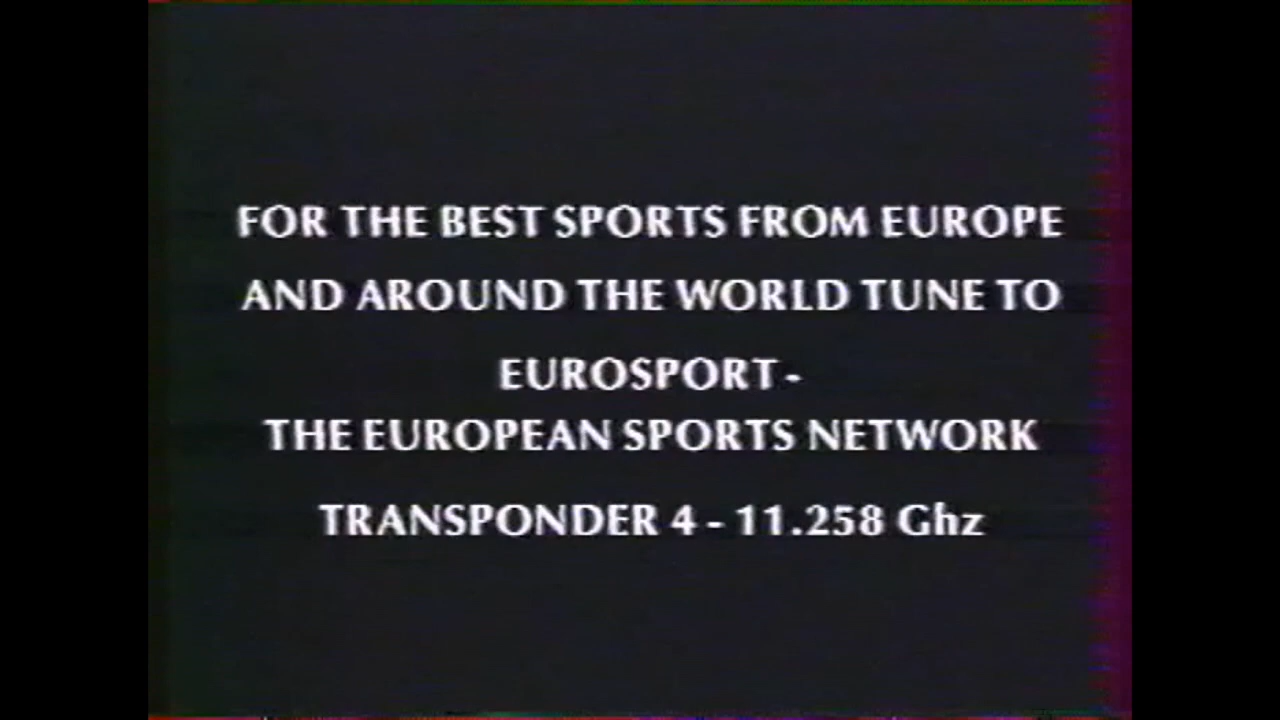 FOR THE BEST SPORTS FROM EUROPE
AND AROUND THE WORLD TUNE TO
EUROSPORT-
THE EUROPEAN SPORTS NETWORK
TRANSPONDER 4 - 11.258 Ghz